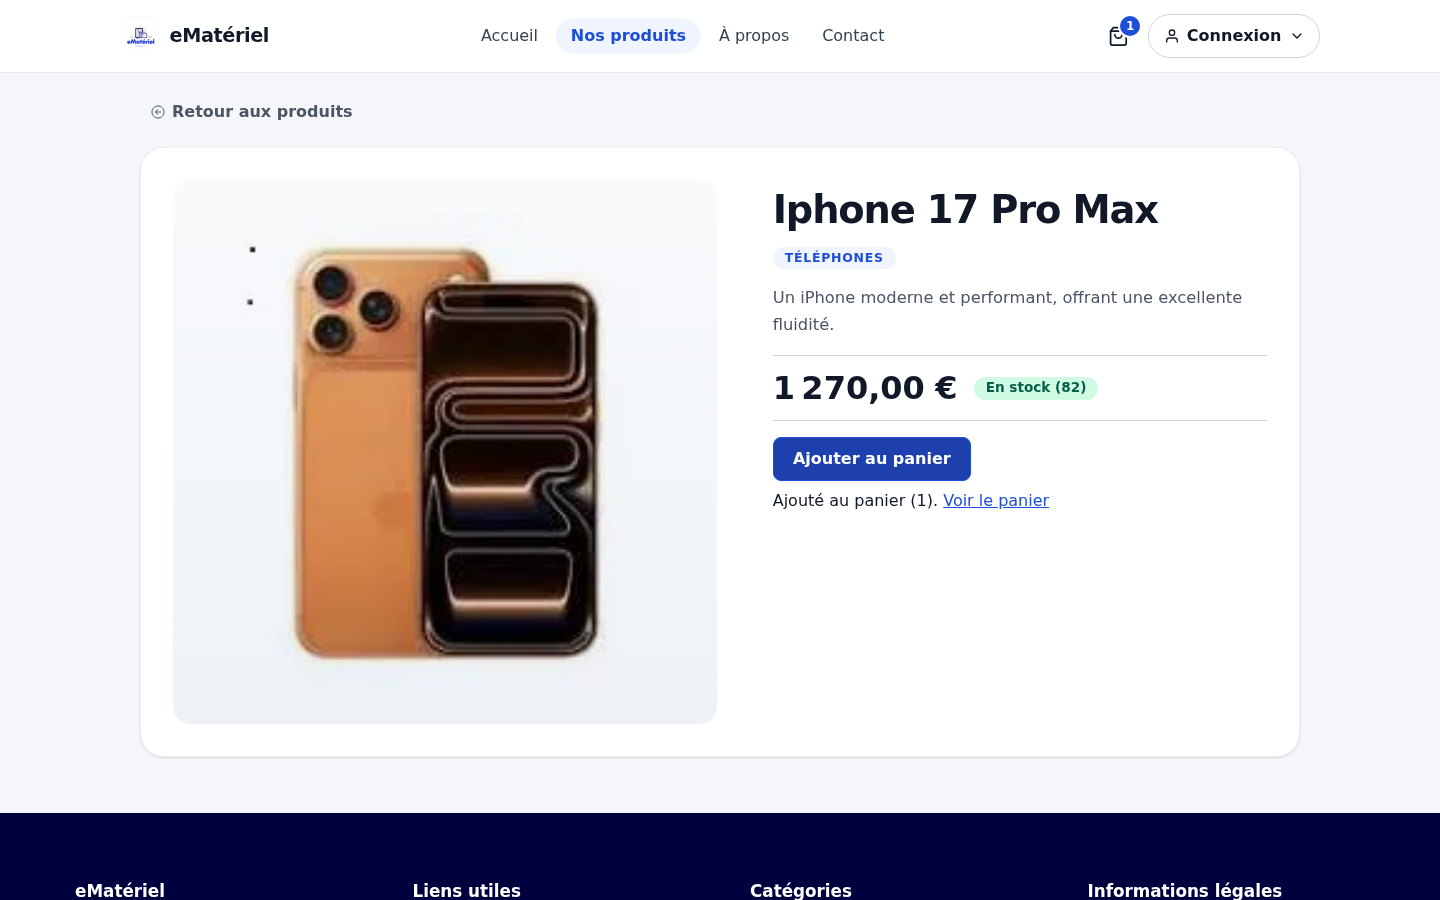 eMatériel
Accueil
Nos produits
À propos
Contact
1
Connexion
Retour aux produits
Iphone 17 Pro Max
TÉLÉPHONES
Un iPhone moderne et performant, offrant une excellente
fluidité.
1 270,00 €
En stock (82)
Ajouter au panier
Ajouté au panier (1). Voir le panier
eMatériel
Liens utiles
Catégories
Informations légales